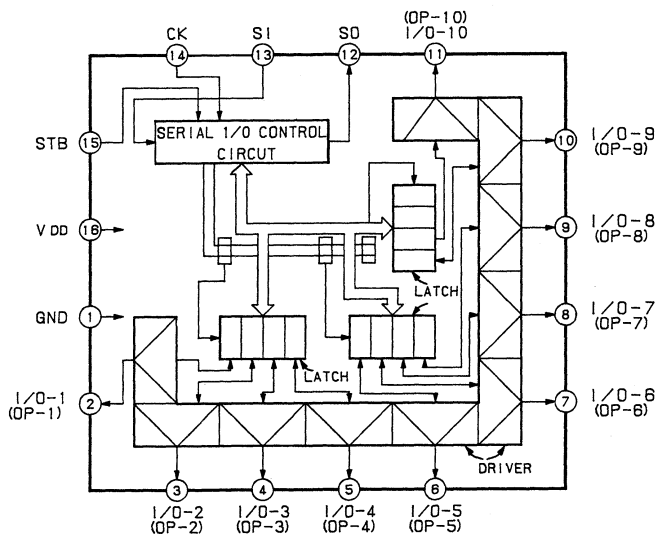 (OP-10)
CK SI SO I/O-10
14 13 12 11
SERIAL I/O CONTROL
CIRCUT
STB 15
10 I/O-9
(OP-9)
VDD 16
9 I/O-8
(OP-8)
LATCH
GND 1
8 I/O-7
(OP-7)
LATCH
I/O-1 2
(OP-1)
7 I/O-6
(OP-6)
DRIVER
3 4 5 6
I/O-2 I/O-3 I/O-4 I/O-5
(OP-2) (OP-3) (OP-4) (OP-5)